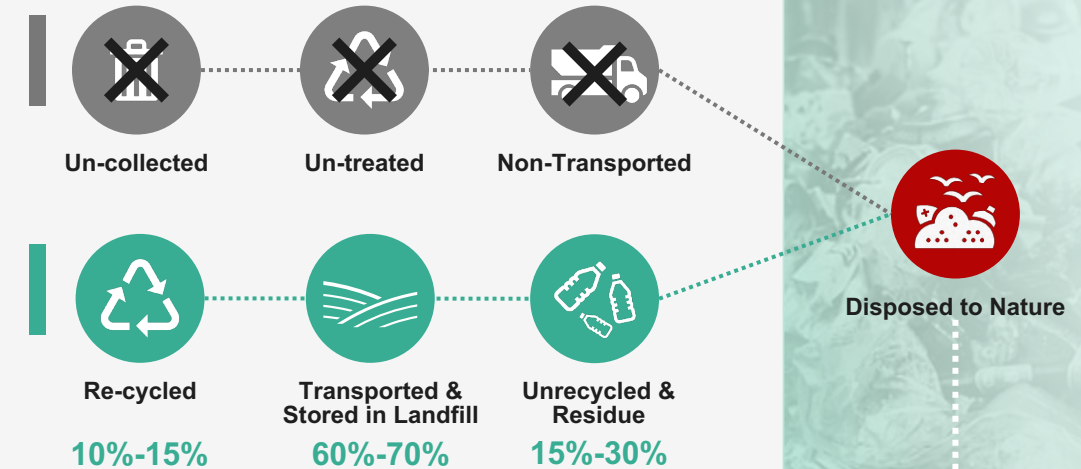 Un-collected
Un-treated
Non-Transported
Disposed to Nature
Re-cycled
Transported &
Stored in Landfill
Unrecycled &
Residue
10%-15%
60%-70%
15%-30%